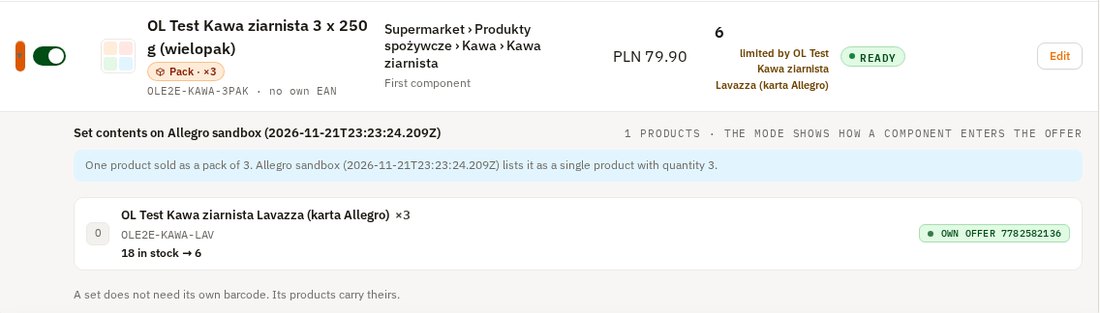 OL Test Kawa ziarnista 3 x 250
g (wielopak)
Pack · ×3
OLE2E-KAWA-3PAK · no own EAN
Supermarket › Produkty
spożywcze › Kawa › Kawa
ziarnista
First component
PLN 79.90
6
limited by OL Test
Kawa ziarnista
Lavazza (karta Allegro)
READY
Edit
Set contents on Allegro sandbox (2026-11-21T23:23:24.209Z)
1 PRODUCTS · THE MODE SHOWS HOW A COMPONENT ENTERS THE OFFER
One product sold as a pack of 3. Allegro sandbox (2026-11-21T23:23:24.209Z) lists it as a single product with quantity 3.
O
OL Test Kawa ziarnista Lavazza (karta Allegro) ×3
OLE2E-KAWA-LAV
18 in stock → 6
OWN OFFER 7782582136
A set does not need its own barcode. Its products carry theirs.